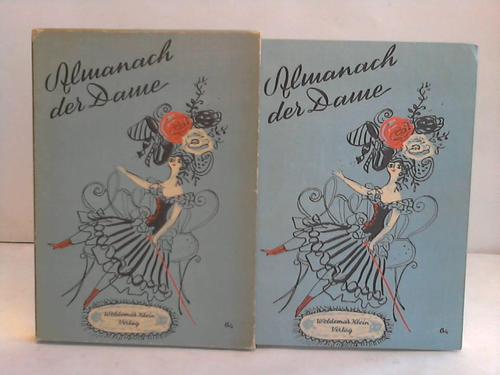 Almanach
der Dame
Woldemar Klein
Verlag
Almanach
der Dame
Woldemar Klein
Verlag